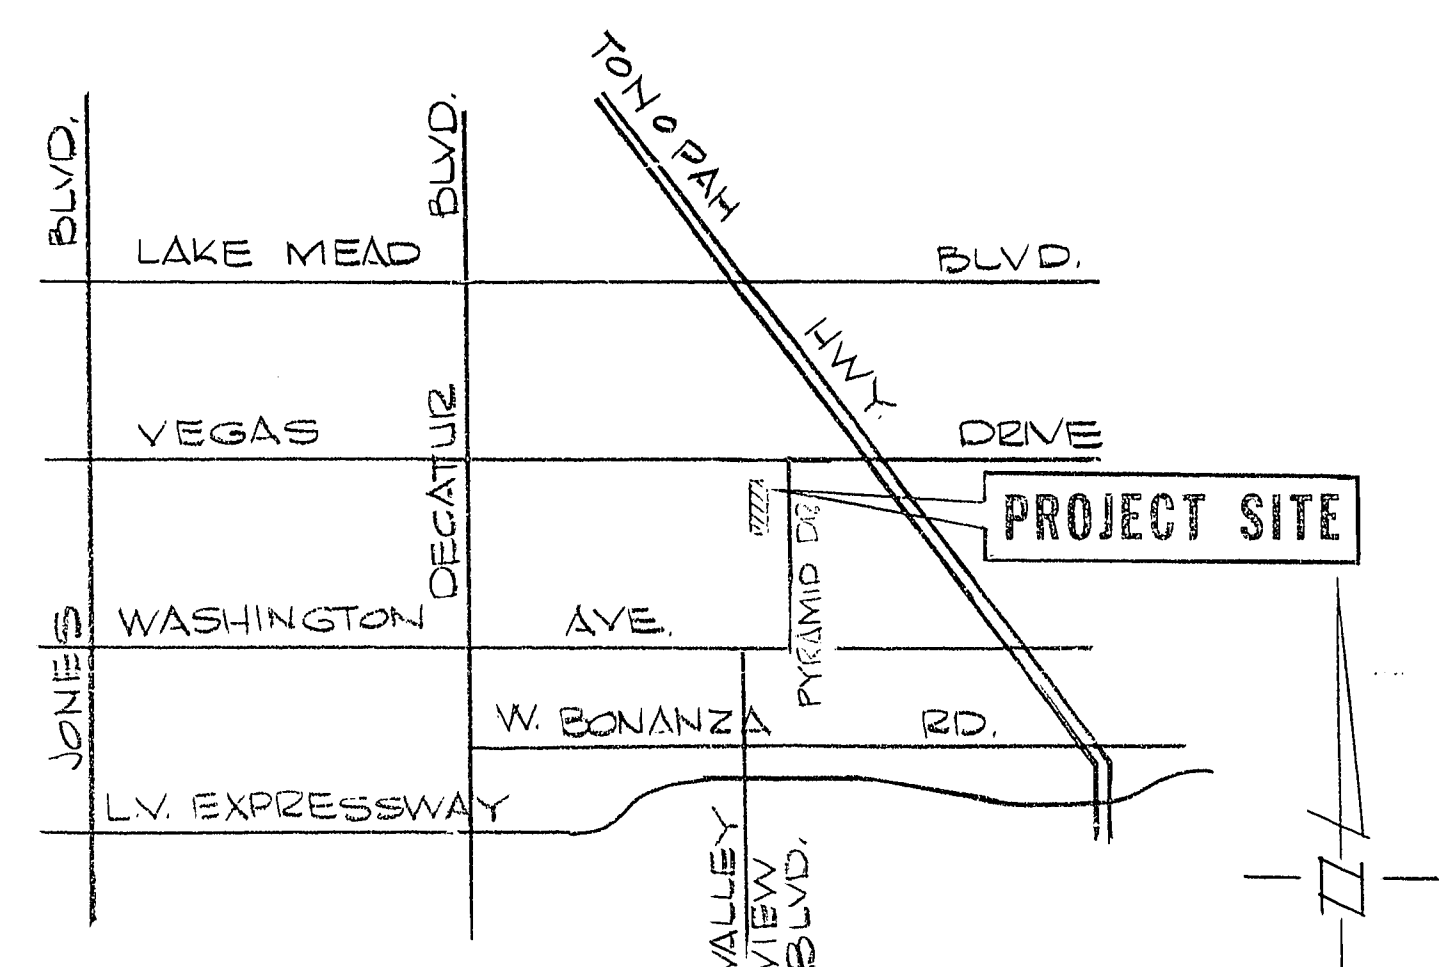 TONOPAH HWY.
BLVD.
BLVD.
LAKE MEAD BLVD.
VEGAS DRIVE
DECATUR
PROJECT SITE
PYRAMID DR
WASHINGTON AVE.
JONES
W. BONANZA RD.
L.V. EXPRESSWAY
VALLEY
VIEW
BLVD.
N